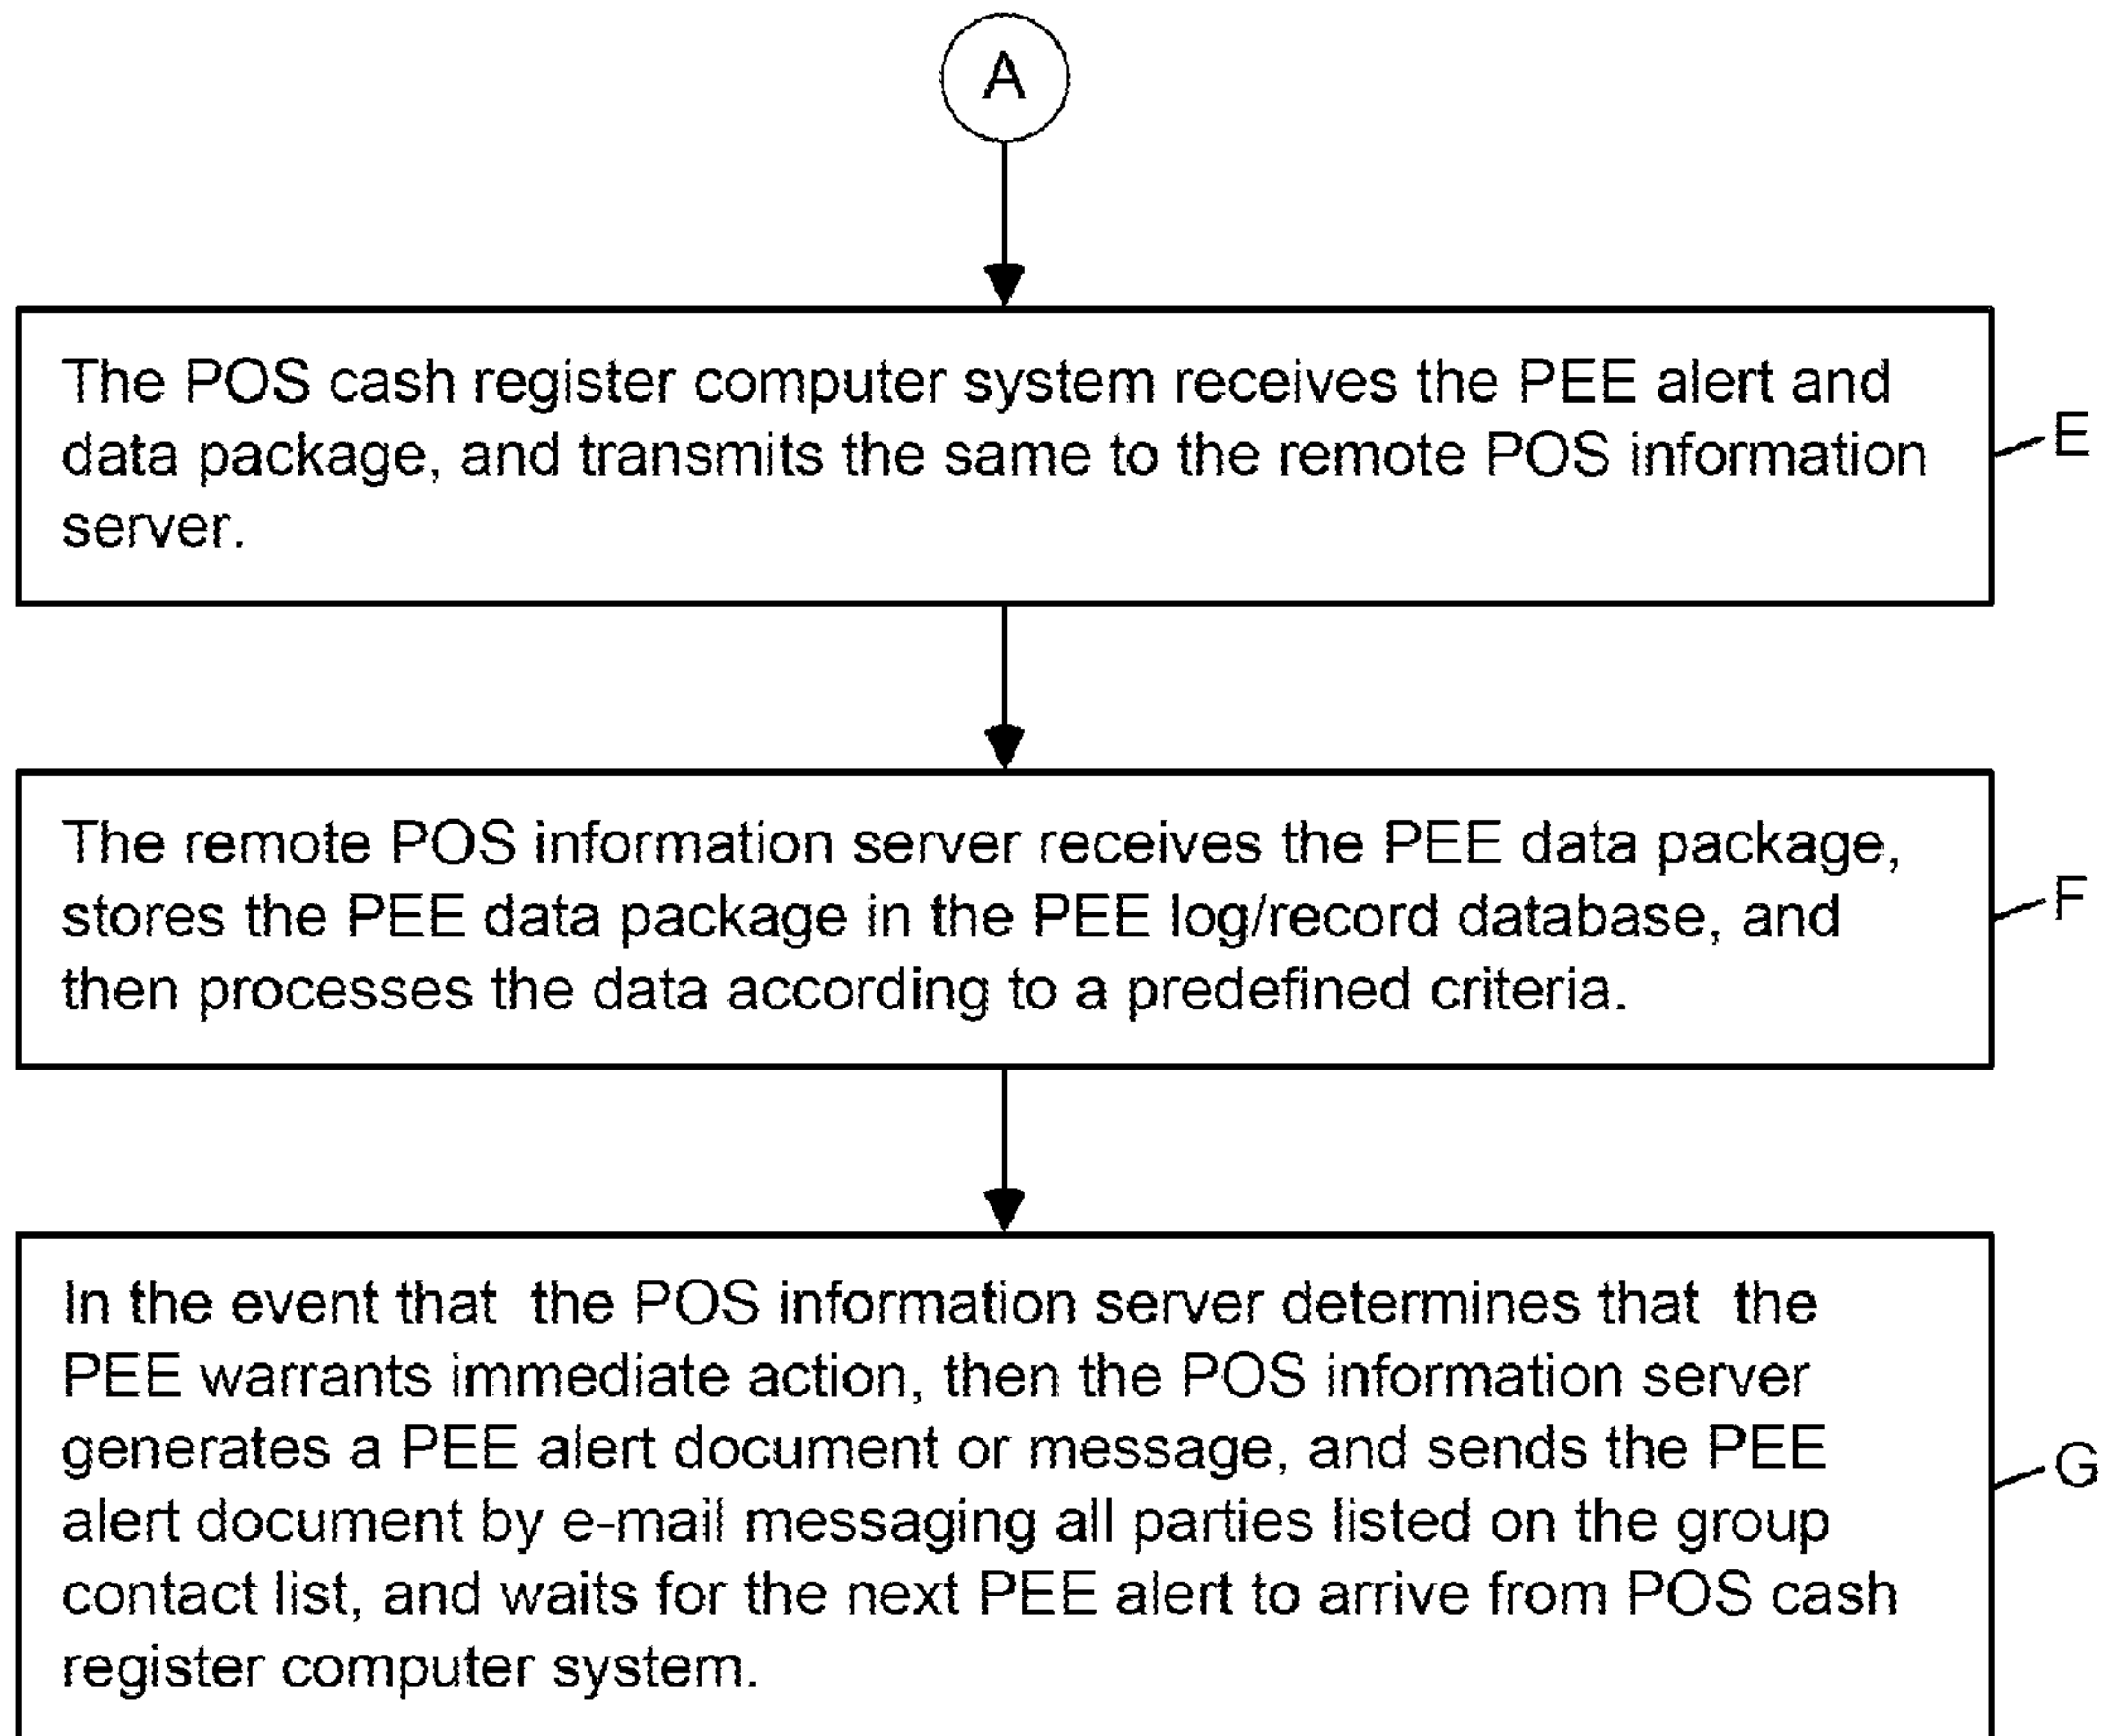 A
The POS cash register computer system receives the PEE alert and
data package, and transmits the same to the remote POS information
server.
E
The remote POS information server receives the PEE data package,
stores the PEE data package in the PEE log/record database, and
then processes the data according to a predefined criteria.
F
In the event that the POS information server determines that the
PEE warrants immediate action, then the POS information server
generates a PEE alert document or message, and sends the PEE
alert document by e-mail messaging all parties listed on the group
contact list, and waits for the next PEE alert to arrive from POS cash
register computer system.
G